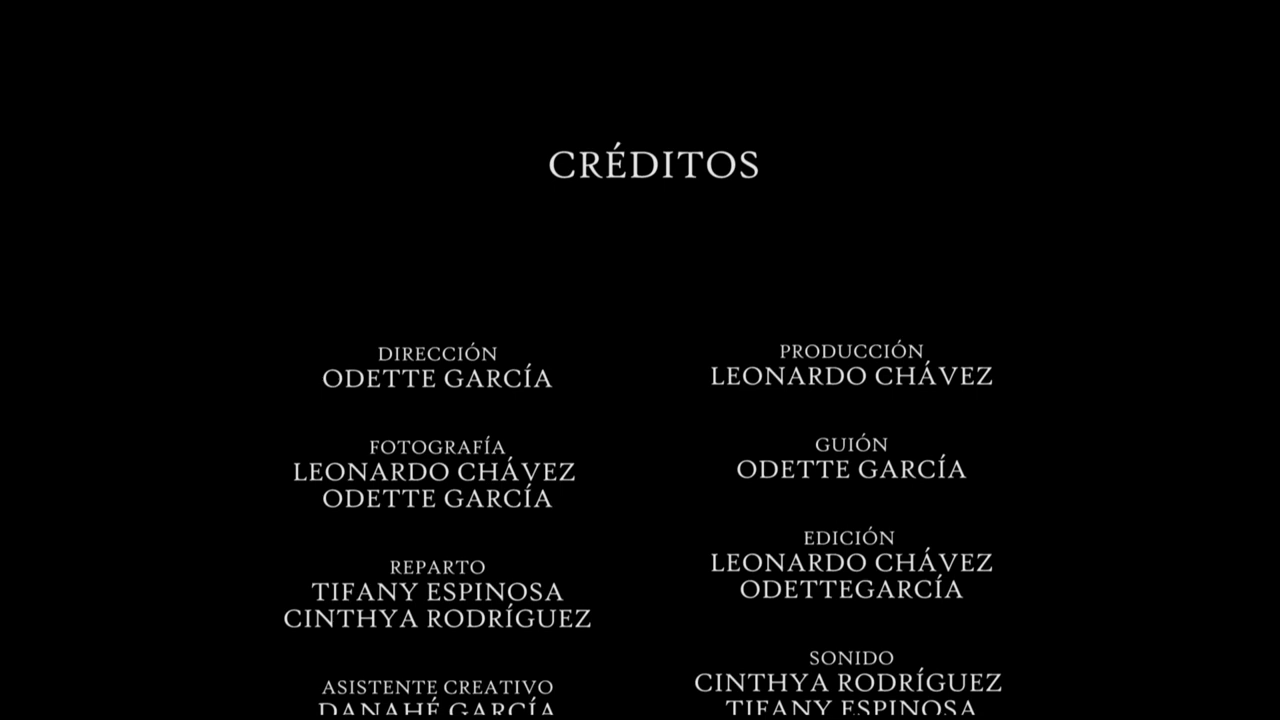 CRÉDITOS
DIRECCIÓN
ODETTE GARCÍA
FOTOGRAFÍA
LEONARDO CHÁVEZ
ODETTE GARCÍA
REPARTO
TIFANY ESPINOSA
CINTHYA RODRÍGUEZ
ASISTENTE CREATIVO
DANAHÉ GARCÍA
PRODUCCIÓN
LEONARDO CHÁVEZ
GUIÓN
ODETTE GARCÍA
EDICIÓN
LEONARDO CHÁVEZ
ODETTEGARCÍA
SONIDO
CINTHYA RODRÍGUEZ
TIFANY ESPINOSA